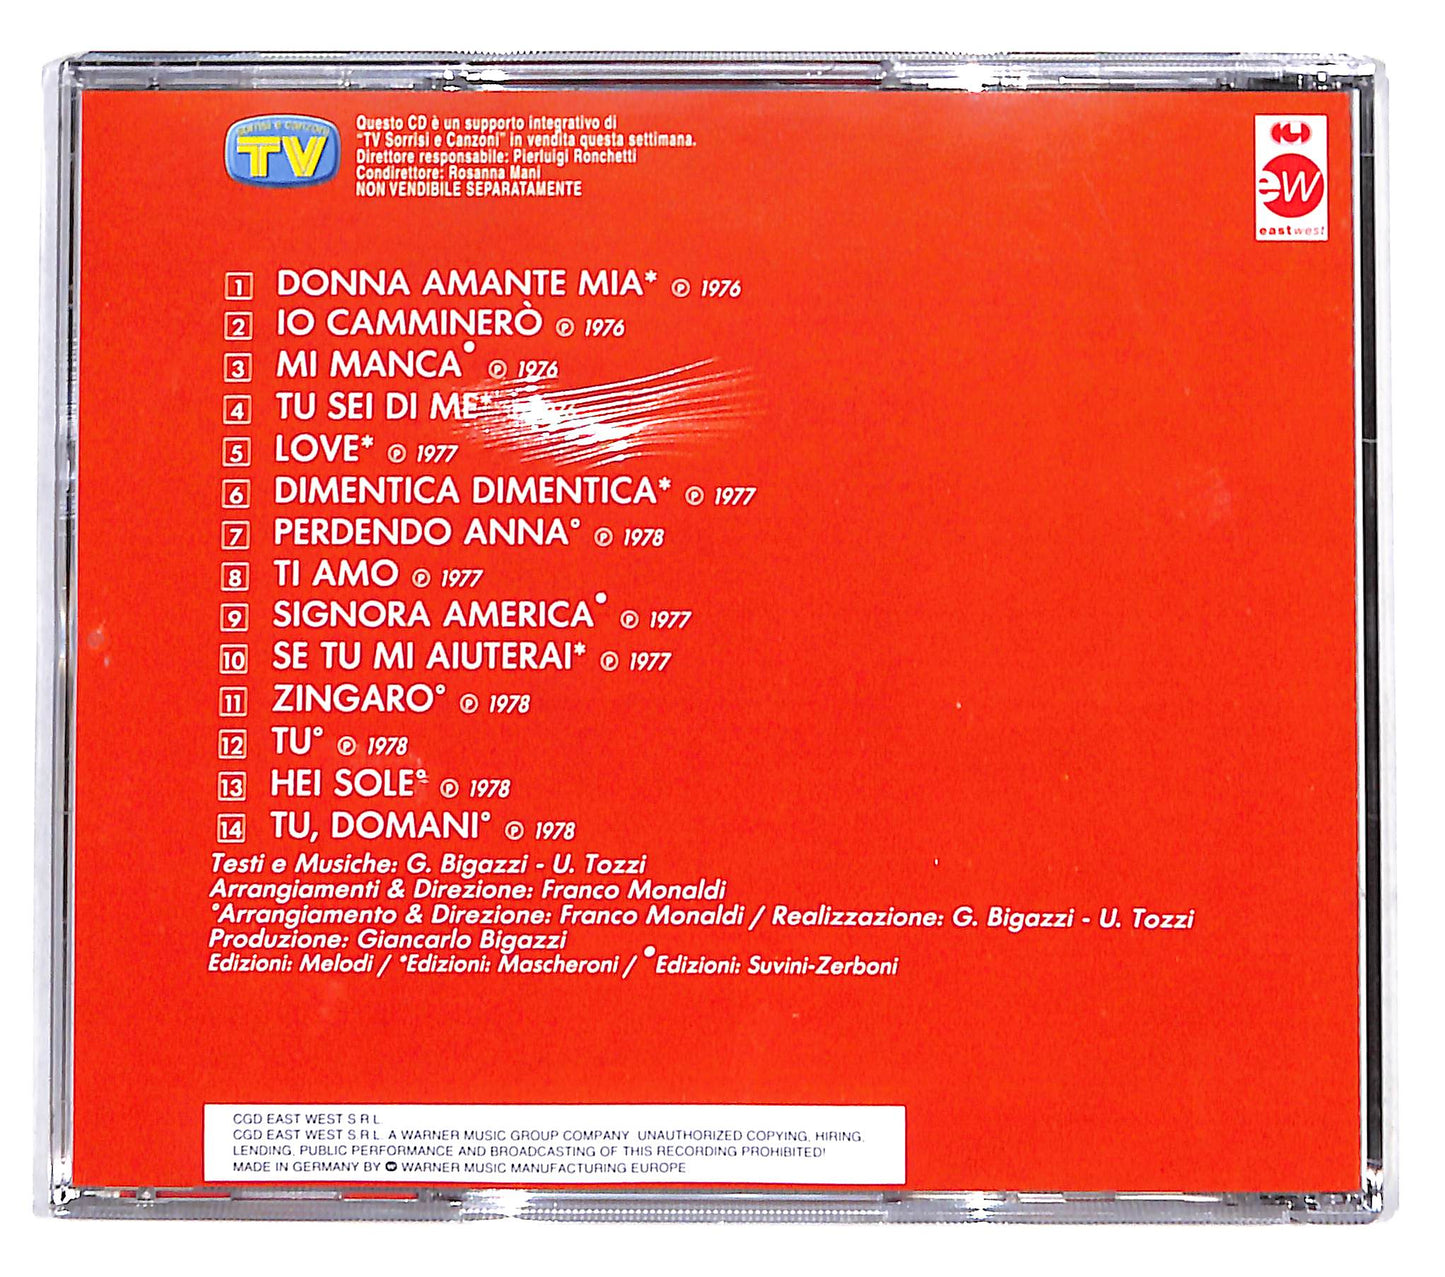 sorrisi e canzoni
TV
Questo CD è un supporto integrativo di
"TV Sorrisi e Canzoni" in vendita questa settimana.
Direttore responsabile: Pierluigi Ronchetti
Condirettore: Rosanna Mani
NON VENDIBILE SEPARATAMENTE
ew
eastwest
1 DONNA AMANTE MIA* ℗ 1976
2 IO CAMMINERÒ ℗ 1976
3 MI MANCA● ℗ 1976
4 TU SEI DI ME*
5 LOVE* ℗ 1977
6 DIMENTICA DIMENTICA* ℗ 1977
7 PERDENDO ANNA° ℗ 1978
8 TI AMO ℗ 1977
9 SIGNORA AMERICA● ℗ 1977
10 SE TU MI AIUTERAI* ℗ 1977
11 ZINGARO° ℗ 1978
12 TU° ℗ 1978
13 HEI SOLE° ℗ 1978
14 TU, DOMANI° ℗ 1978
Testi e Musiche: G. Bigazzi - U. Tozzi
Arrangiamenti & Direzione: Franco Monaldi
°Arrangiamento & Direzione: Franco Monaldi / Realizzazione: G. Bigazzi - U. Tozzi
Produzione: Giancarlo Bigazzi
Edizioni: Melodi / *Edizioni: Mascheroni / ●Edizioni: Suvini-Zerboni
CGD EAST WEST S R L
CGD EAST WEST S R L. A WARNER MUSIC GROUP COMPANY UNAUTHORIZED COPYING, HIRING,
LENDING, PUBLIC PERFORMANCE AND BROADCASTING OF THIS RECORDING PROHIBITED!
MADE IN GERMANY BY WARNER MUSIC MANUFACTURING EUROPE